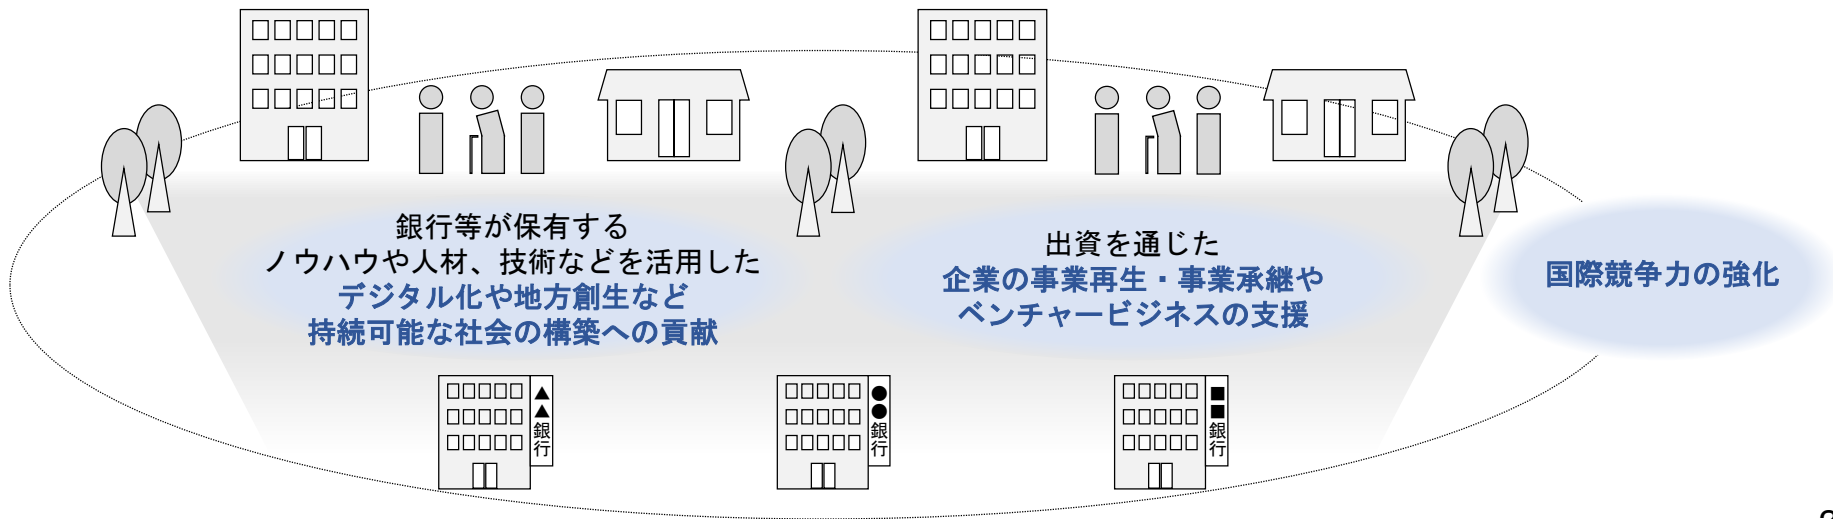 銀行等が保有する
ノウハウや人材、技術などを活用した
デジタル化や地方創生など
持続可能な社会の構築への貢献
出資を通じた
企業の事業再生・事業承継や
ベンチャービジネスの支援
国際競争力の強化
▲▲銀行
●●銀行
■■銀行